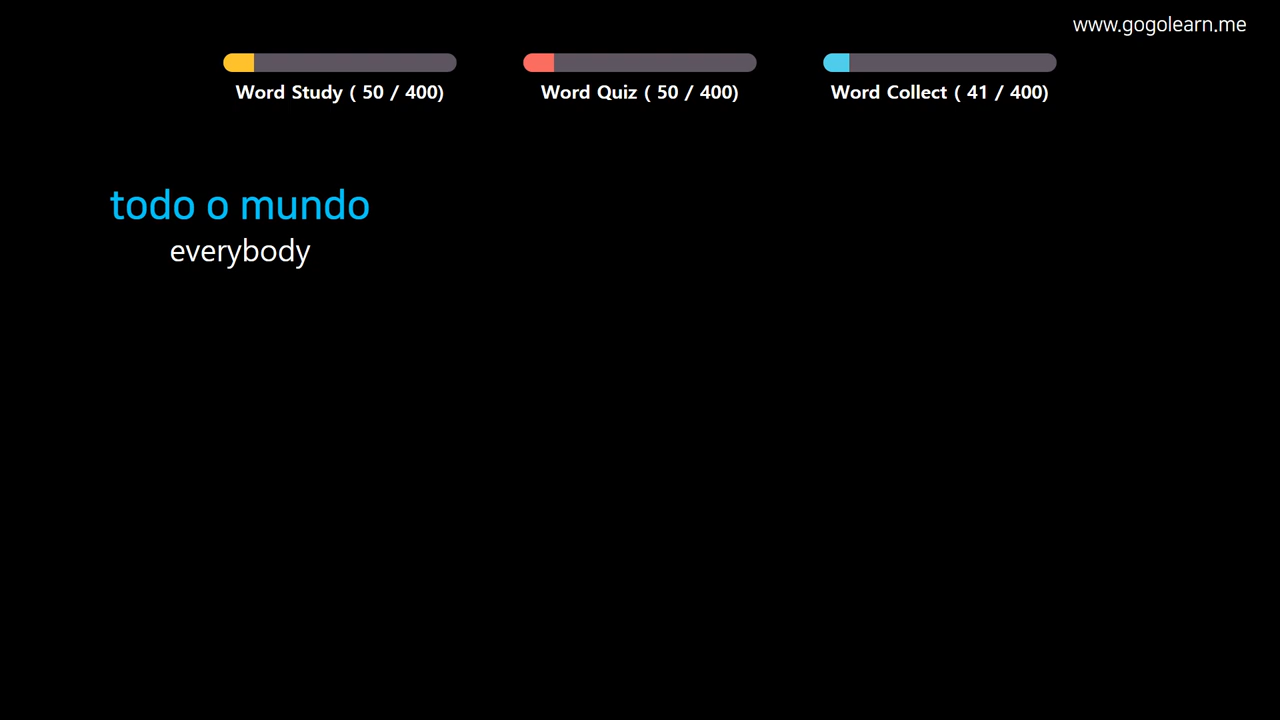 www.gogolearn.me
Word Study ( 50 / 400)
Word Quiz ( 50 / 400)
Word Collect ( 41 / 400)
todo o mundo
everybody